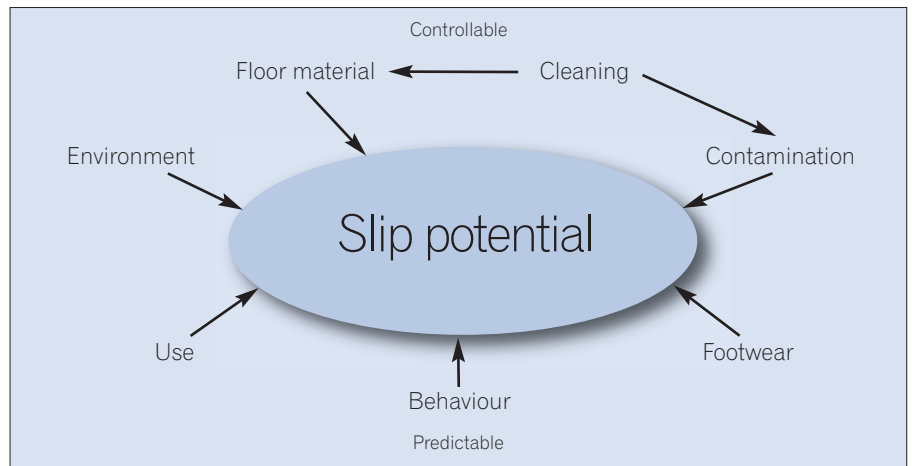 Controllable
Floor material
Cleaning
Environment
Contamination
Slip potential
Use
Footwear
Behaviour
Predictable